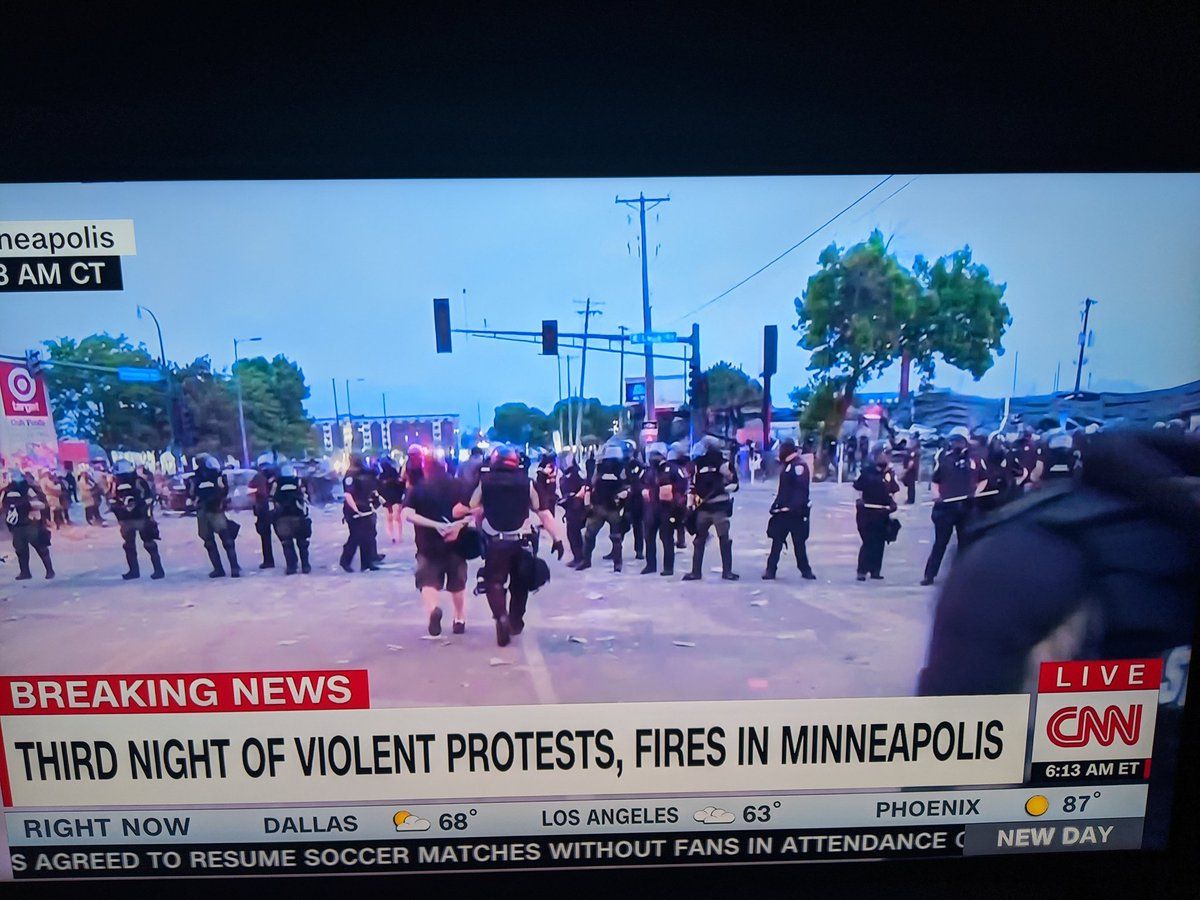 neapolis
3 AM CT
target
BREAKING NEWS
THIRD NIGHT OF VIOLENT PROTESTS, FIRES IN MINNEAPOLIS
LIVE
CNN
6:13 AM ET
RIGHT NOW DALLAS 68° LOS ANGELES 63° PHOENIX 87°
S AGREED TO RESUME SOCCER MATCHES WITHOUT FANS IN ATTENDANCE
NEW DAY